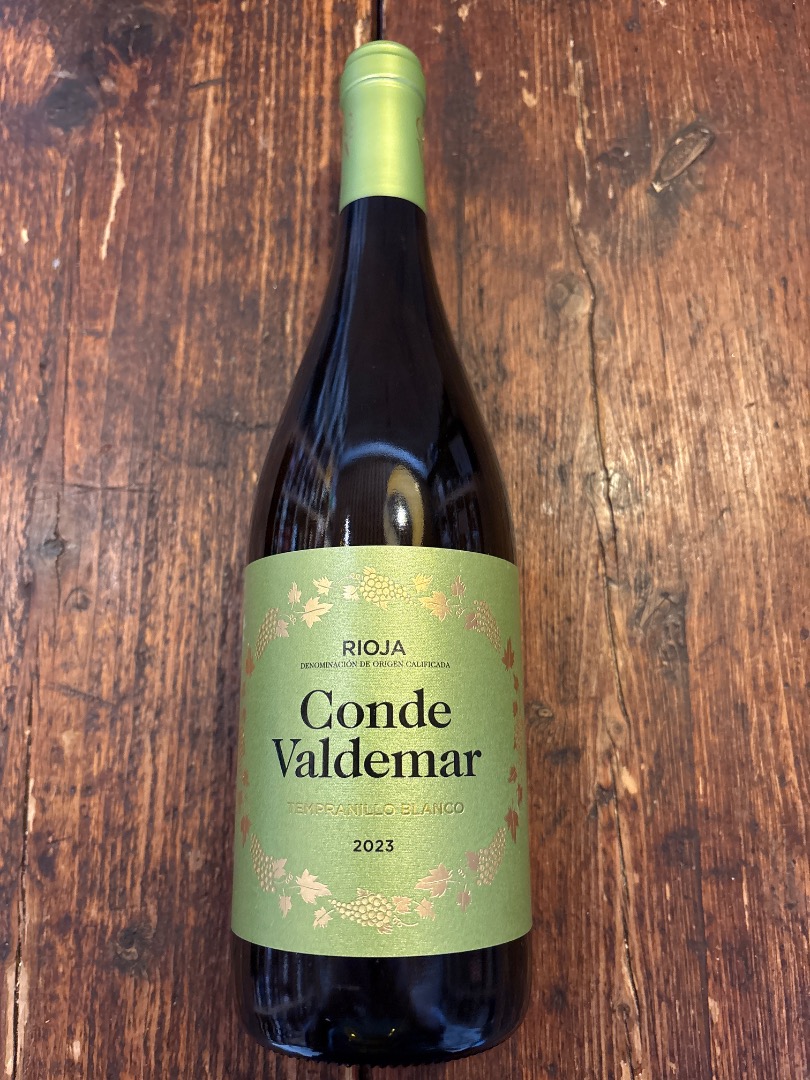 RIOJA
DENOMINACIÓN DE ORIGEN CALIFICADA
Conde
Valdemar
TEMPRANILLO BLANCO
2023